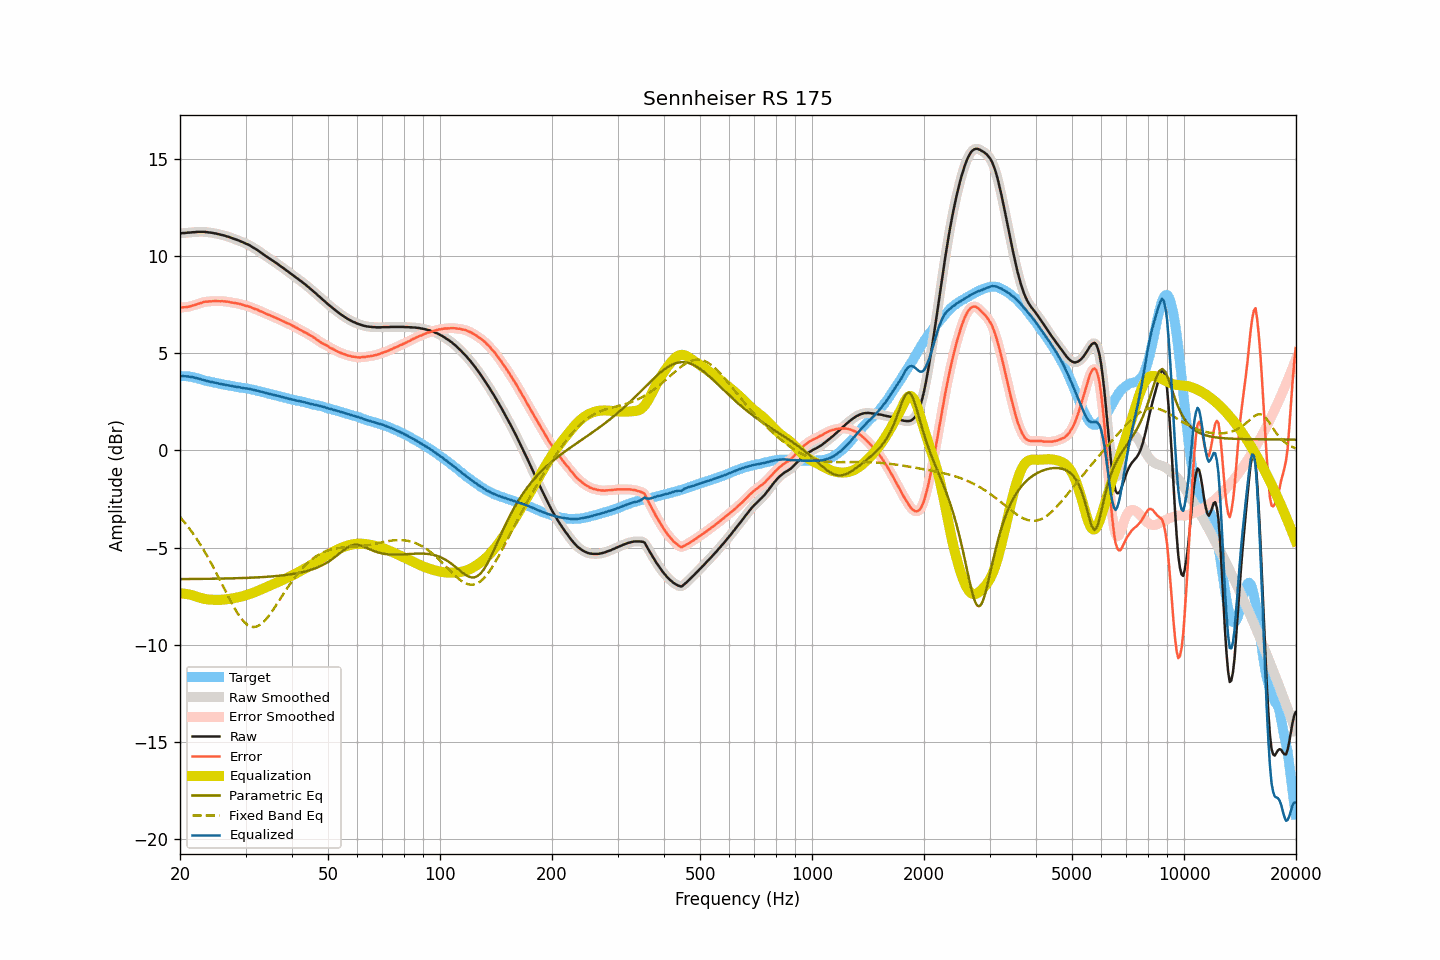 Sennheiser RS 175
15
10
5
0
−5
−10
−15
−20
Amplitude (dBr)
Target
Raw Smoothed
Error Smoothed
Raw
Error
Equalization
Parametric Eq
Fixed Band Eq
Equalized
20 50 100 200 500 1000 2000 5000 10000 20000
Frequency (Hz)